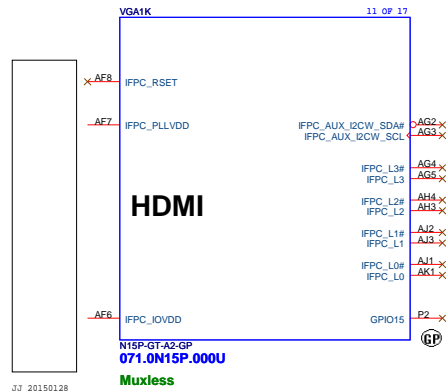 VGA1K 11 OF 17
AF8 IFPC_RSET
AF7 IFPC_PLLVDD
IFPC_AUX_I2CW_SDA# AG2
IFPC_AUX_I2CW_SCL AG3
IFPC_L3# AG4
IFPC_L3 AG5
IFPC_L2# AH4
IFPC_L2 AH3
HDMI
IFPC_L1# AJ2
IFPC_L1 AJ3
IFPC_L0# AJ1
IFPC_L0 AK1
AF6 IFPC_IOVDD
GPIO15 P2
GP
N15P-GT-A2-GP
071.0N15P.000U
Muxless
JJ 20150128